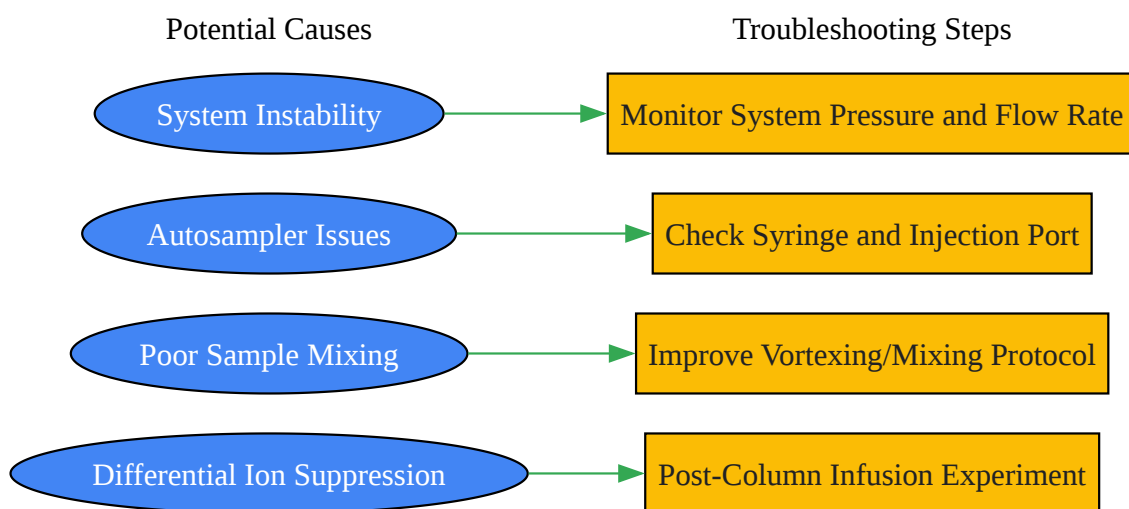 Potential Causes
Troubleshooting Steps
System Instability
Monitor System Pressure and Flow Rate
Autosampler Issues
Check Syringe and Injection Port
Poor Sample Mixing
Improve Vortexing/Mixing Protocol
Differential Ion Suppression
Post-Column Infusion Experiment